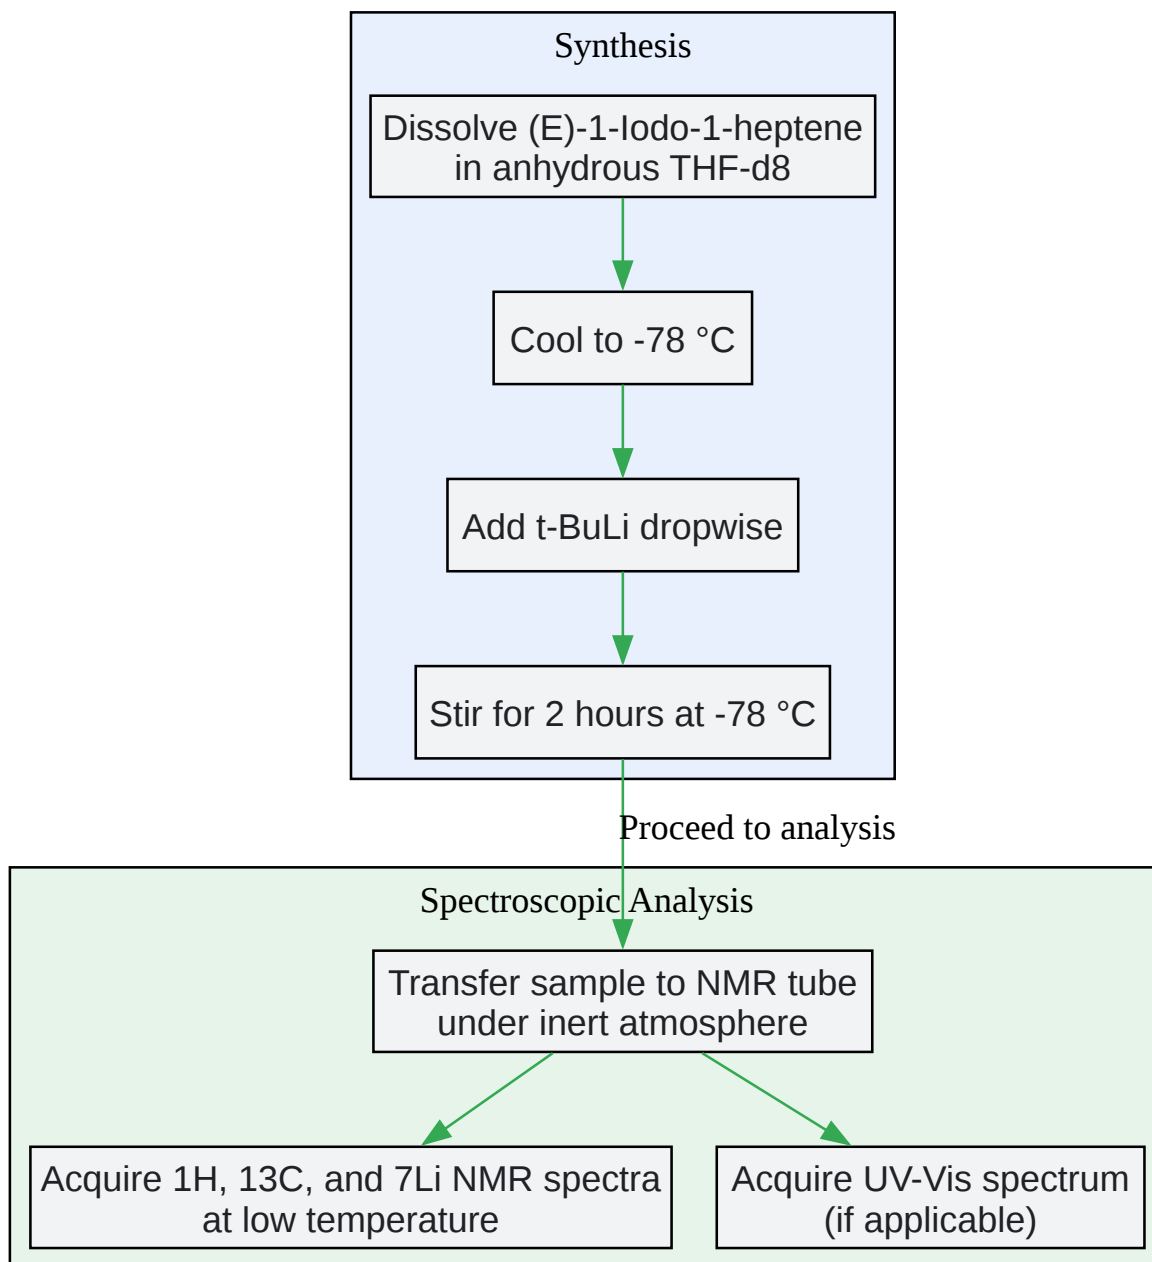 Synthesis
Dissolve (E)-1-Iodo-1-heptene
in anhydrous THF-d8
Cool to -78 °C
Add t-BuLi dropwise
Stir for 2 hours at -78 °C
Proceed to analysis
Spectroscopic Analysis
Transfer sample to NMR tube
under inert atmosphere
Acquire 1H, 13C, and 7Li NMR spectra
at low temperature
Acquire UV-Vis spectrum
(if applicable)